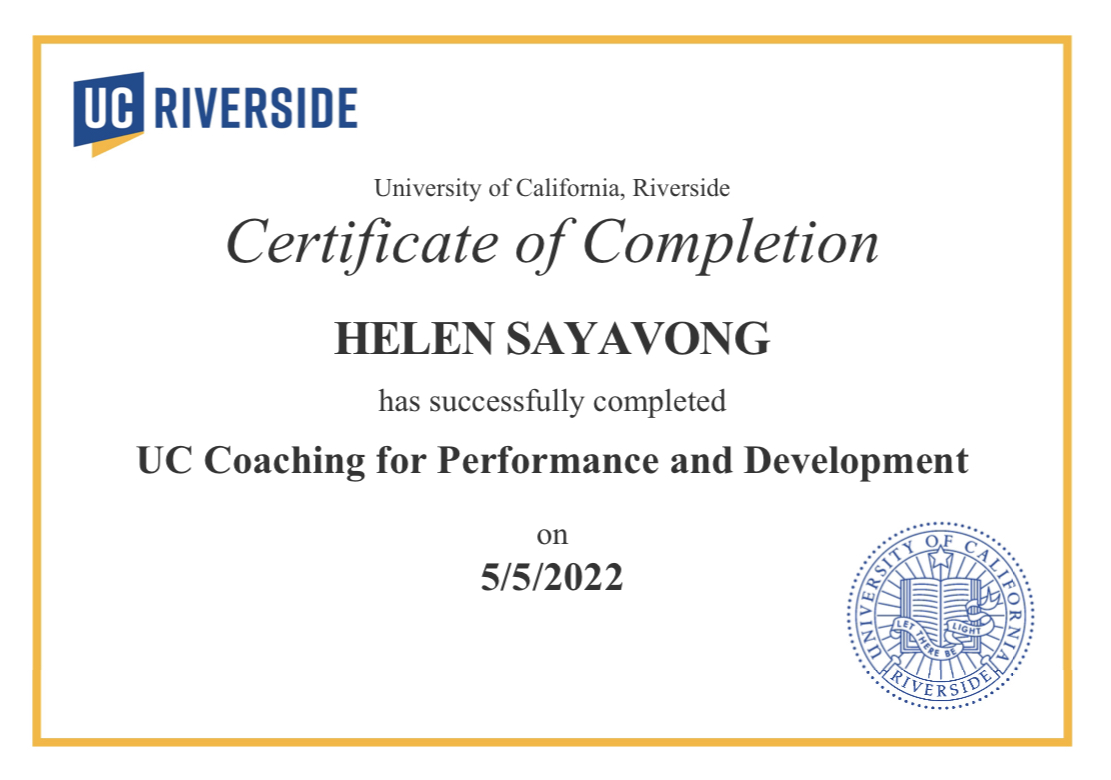 UC RIVERSIDE
University of California, Riverside
Certificate of Completion
HELEN SAYAVONG
has successfully completed
UC Coaching for Performance and Development
on
5/5/2022
UNIVERSITY OF CALIFORNIA
LET THERE BE LIGHT
RIVERSIDE